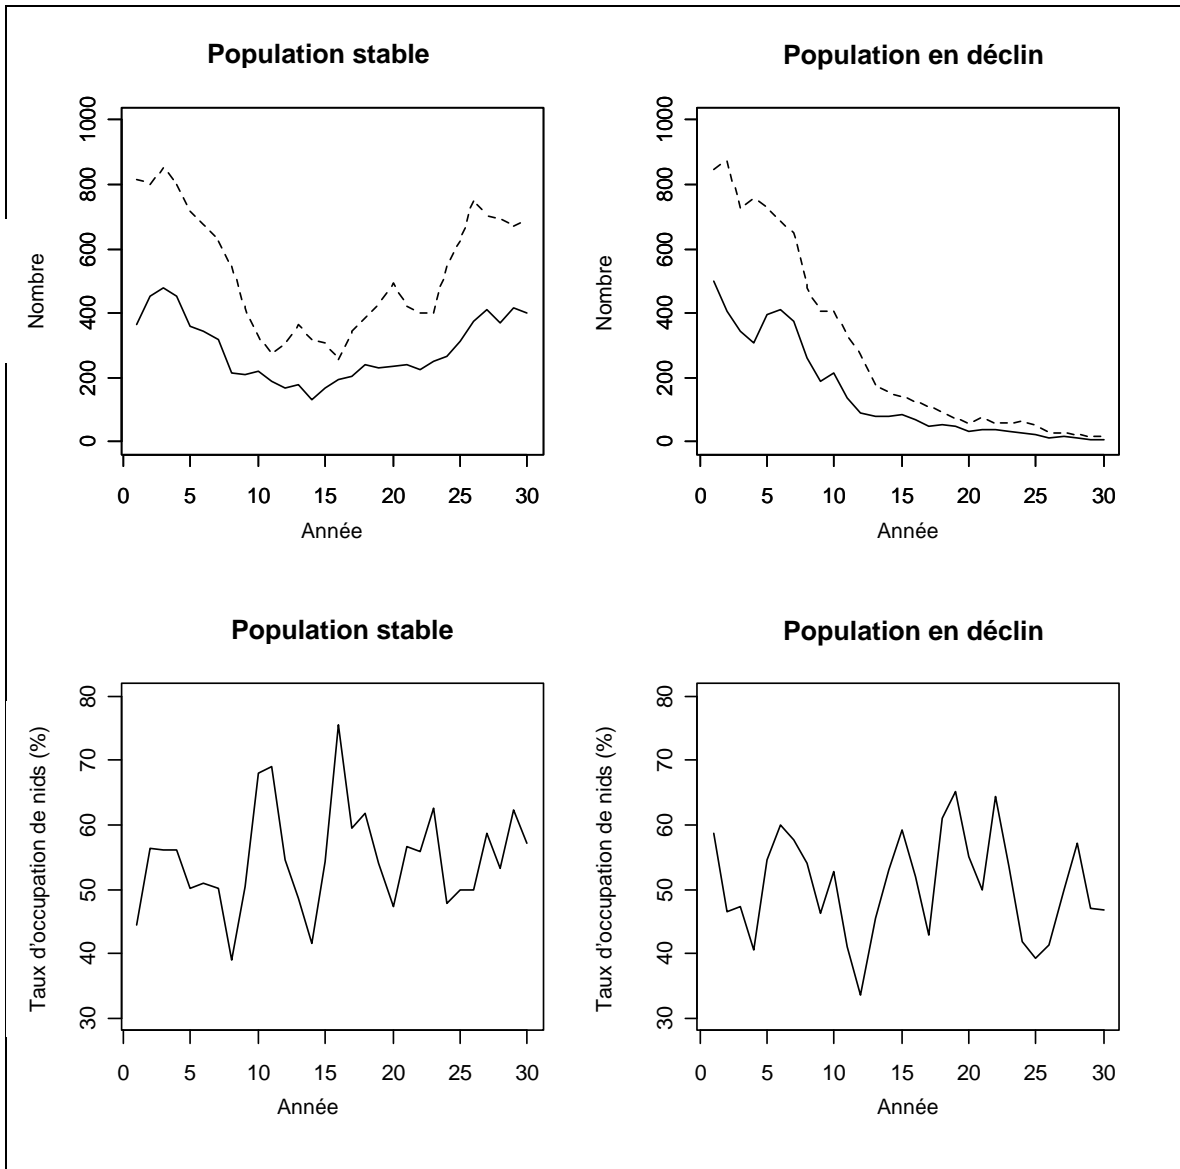 Population stable
Population en déclin
Nombre
0 200 400 600 800 1000
0 5 10 15 20 25 30
Année
Nombre
0 200 400 600 800 1000
0 5 10 15 20 25 30
Année
Population stable
Population en déclin
Taux d'occupation de nids (%)
30 40 50 60 70 80
0 5 10 15 20 25 30
Année
Taux d'occupation de nids (%)
30 40 50 60 70 80
0 5 10 15 20 25 30
Année